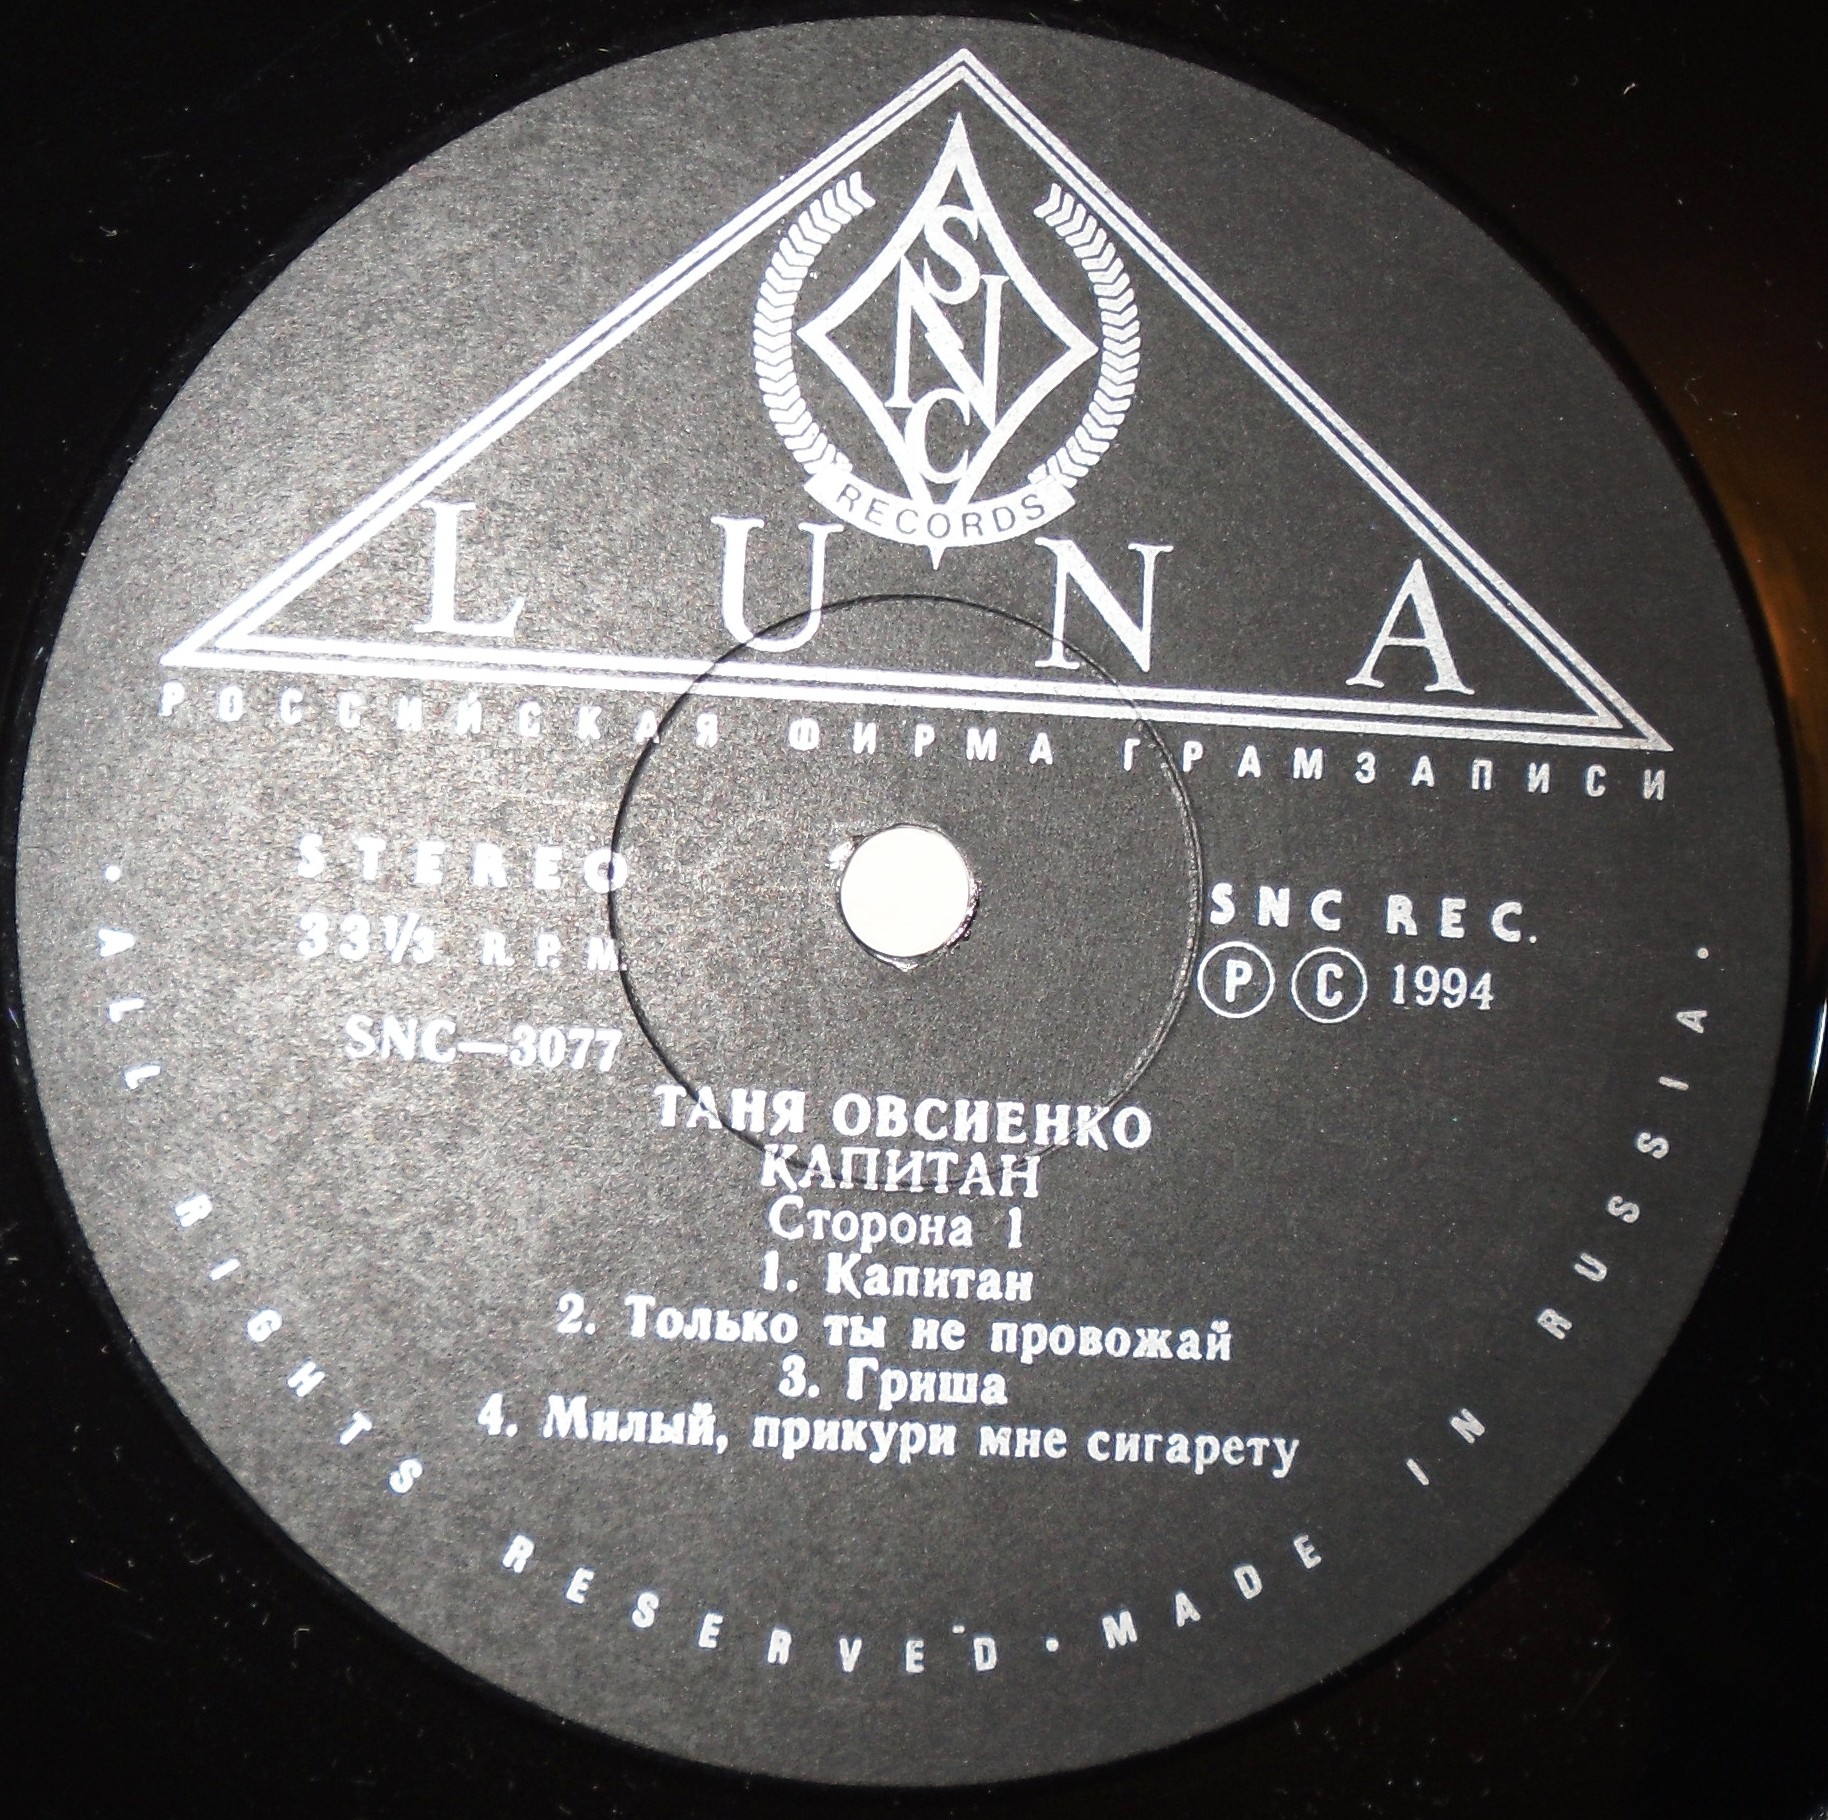 SNC
RECORDS
LUNA
РОССИЙСКАЯ ФИРМА ГРАМЗАПИСИ
STEREO
33⅓ R.P.M.
SNC—3077
SNC REC.
Ⓟ Ⓒ 1994
ТАНЯ ОВСИЕНКО
КАПИТАН
Сторона 1
1. Капитан
2. Только ты не провожай
3. Гриша
4. Милый, прикури мне сигарету
• ALL RIGHTS RESERVED • MADE IN RUSSIA •